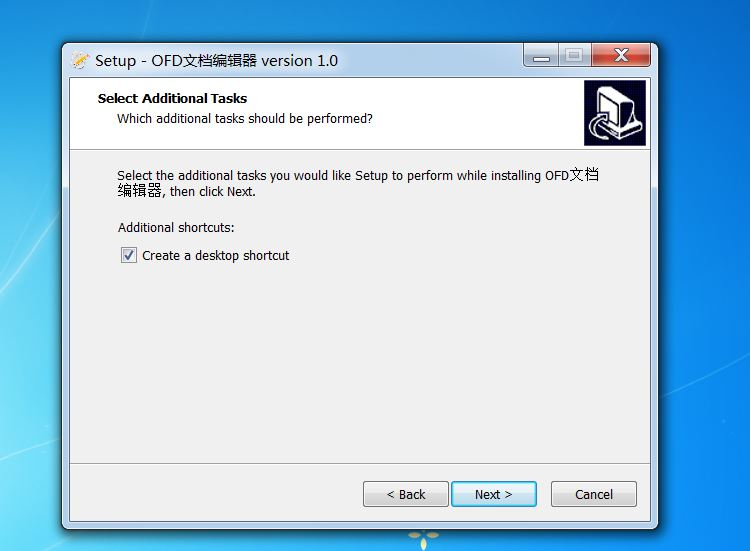 Setup - OFD文档编辑器 version 1.0
Select Additional Tasks
Which additional tasks should be performed?
Select the additional tasks you would like Setup to perform while installing OFD文档
编辑器, then click Next.
Additional shortcuts:
Create a desktop shortcut
< Back
Next >
Cancel